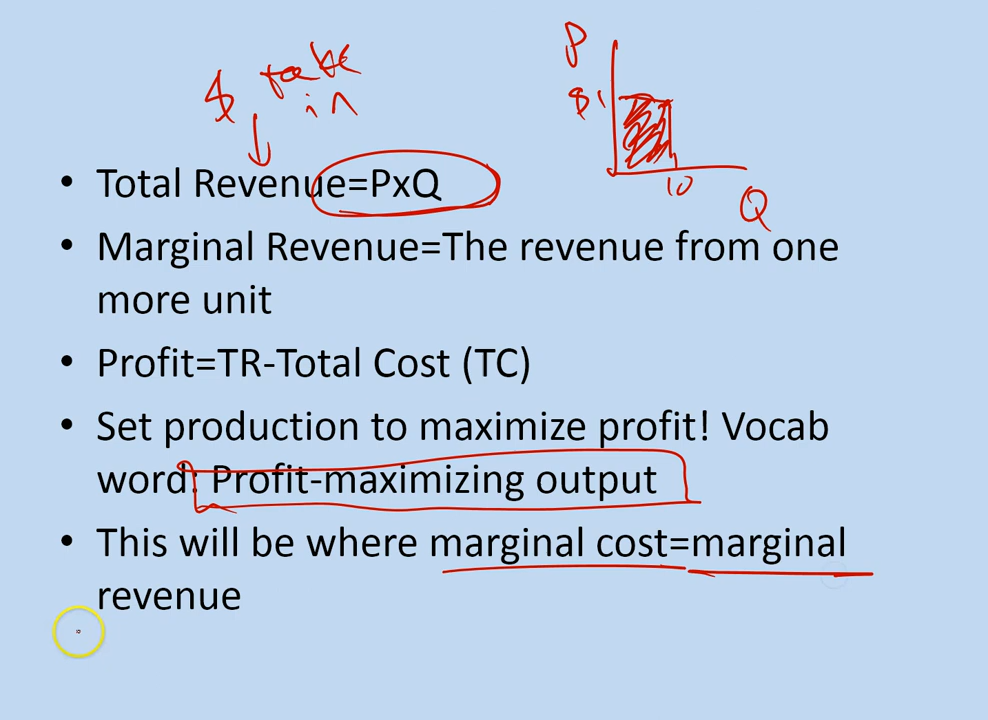 $ take
in
P
$1
10
Q
• Total Revenue=PxQ
• Marginal Revenue=The revenue from one
more unit
• Profit=TR-Total Cost (TC)
• Set production to maximize profit! Vocab
word: Profit-maximizing output
• This will be where marginal cost=marginal
revenue